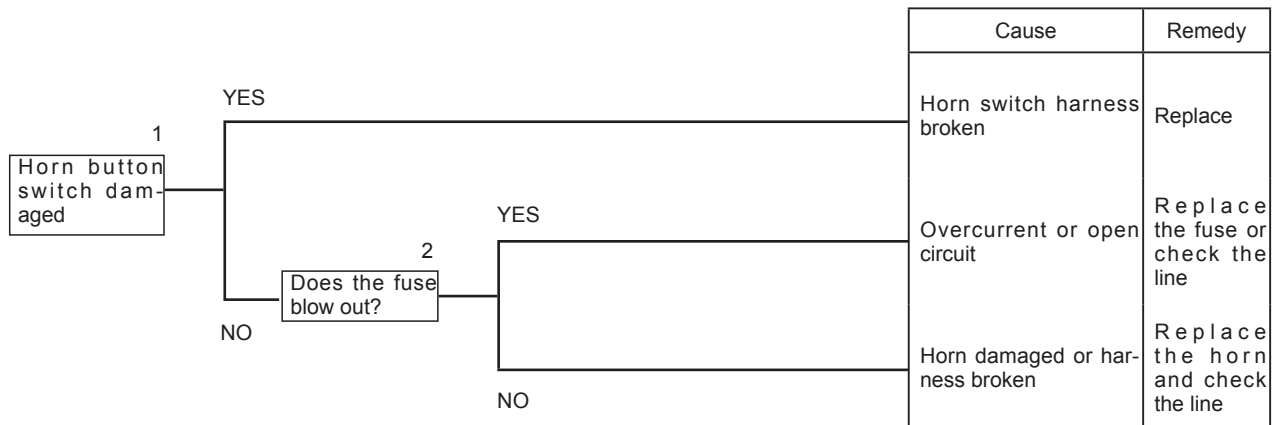 Cause
Remedy
YES
Horn switch harness
broken
Replace
1
Horn button
switch dam-
aged
YES
Overcurrent or open
circuit
Replace
the fuse or
check the
line
2
Does the fuse
blow out?
NO
Horn damaged or har-
ness broken
Replace
the horn
and check
the line
NO